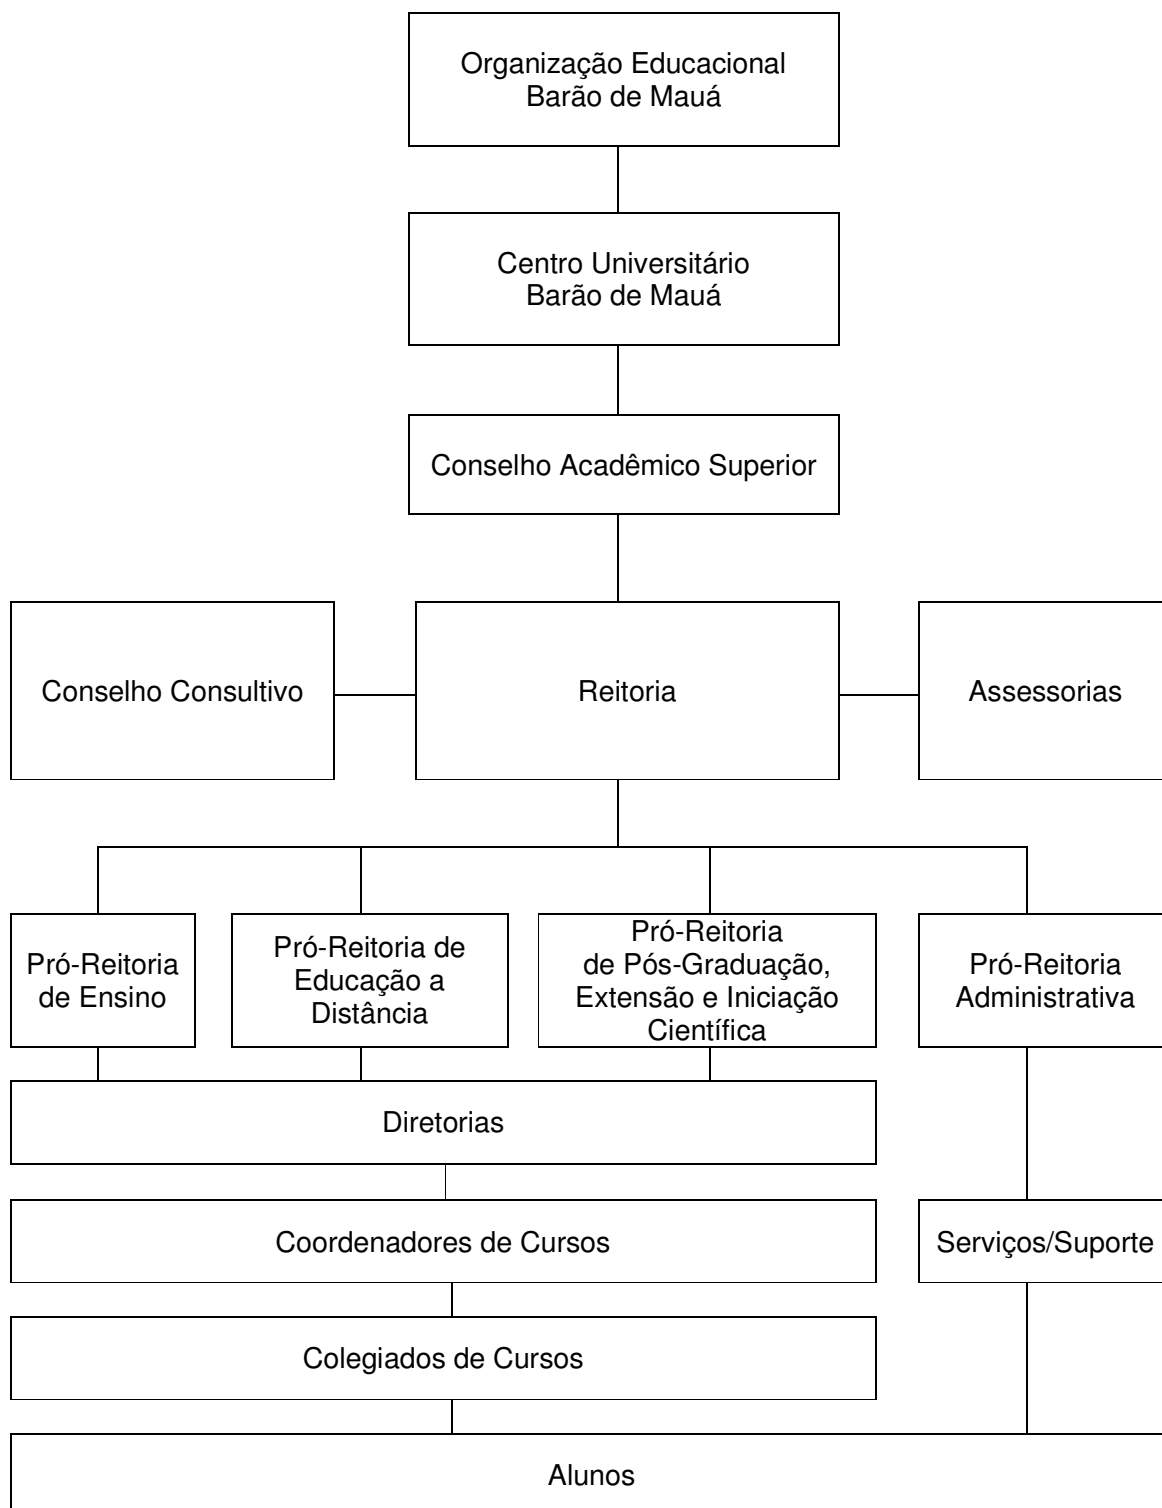 Organização Educacional
Barão de Mauá
Centro Universitário
Barão de Mauá
Conselho Acadêmico Superior
Conselho Consultivo
Reitoria
Assessorias
Pró-Reitoria
de Ensino
Pró-Reitoria de
Educação a
Distância
Pró-Reitoria
de Pós-Graduação,
Extensão e Iniciação
Científica
Pró-Reitoria
Administrativa
Diretorias
Coordenadores de Cursos
Serviços/Suporte
Colegiados de Cursos
Alunos